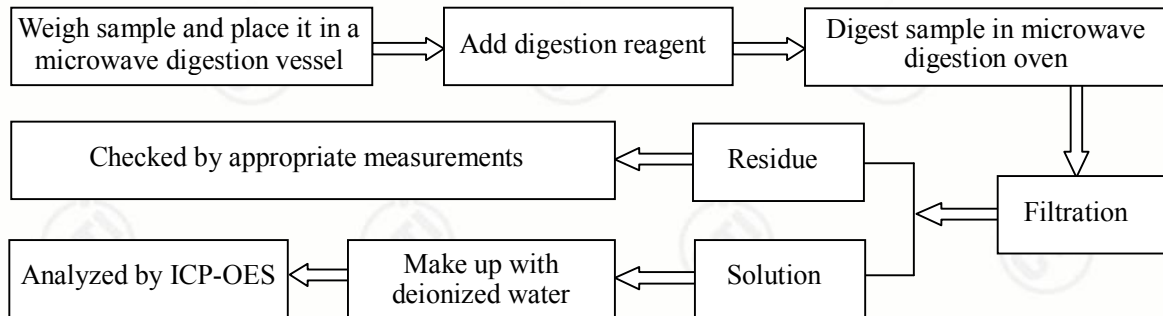 Weigh sample and place it in a
microwave digestion vessel
Add digestion reagent
Digest sample in microwave
digestion oven
Filtration
Residue
Checked by appropriate measurements
Solution
Make up with
deionized water
Analyzed by ICP-OES